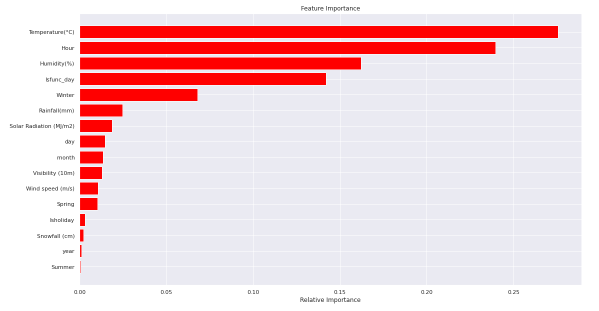 Feature Importance
Temperature(°C)
Hour
Humidity(%)
Isfunc_day
Winter
Rainfall(mm)
Solar Radiation (MJ/m2)
day
month
Visibility (10m)
Wind speed (m/s)
Spring
Isholiday
Snowfall (cm)
year
Summer
0.00 0.05 0.10 0.15 0.20 0.25
Relative Importance